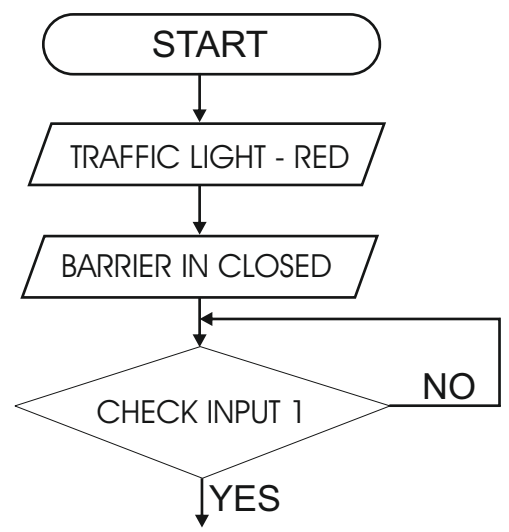 START
TRAFFIC LIGHT - RED
BARRIER IN CLOSED
CHECK INPUT 1
NO
YES